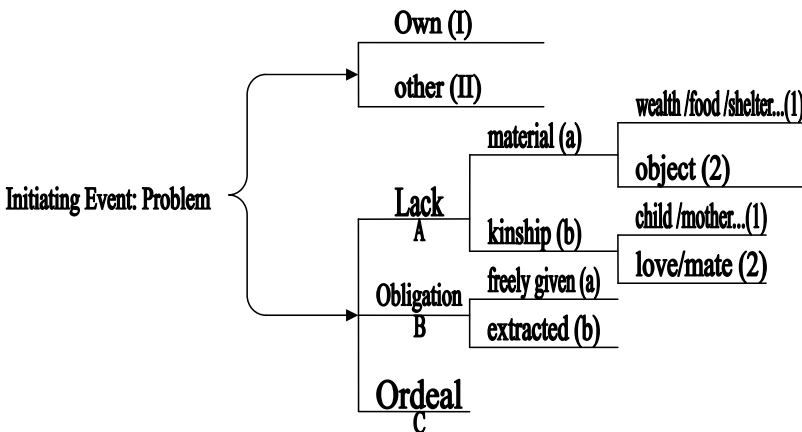 Own (I)
other (II)
wealth /food /shelter...(1)
material (a)
object (2)
Initiating Event: Problem
Lack
A
child /mother...(1)
kinship (b)
love/mate (2)
freely given (a)
Obligation
B
extracted (b)
Ordeal
C